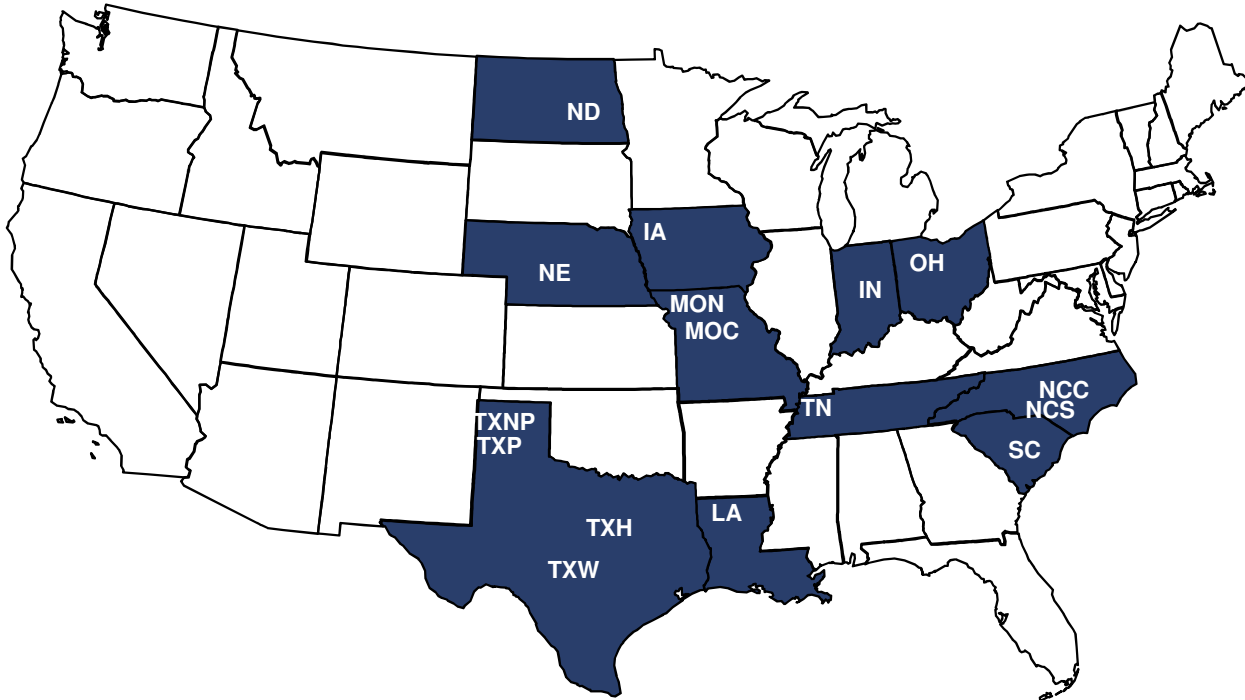 ND
IA
NE
OH
IN
MON
MOC
NCC
TN
NCS
TXNP
TXP
SC
LA
TXH
TXW